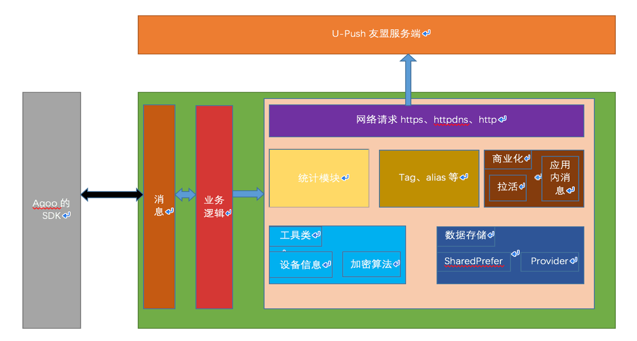 U-Push 友盟服务端
网络请求 https、httpdns、http
统计模块
Tag、alias 等
商业化
拉活
应用
内消
息
Agoo 的
SDK
消
息
业务
逻辑
工具类
设备信息
加密算法
数据存储
SharedPrefer
Provider